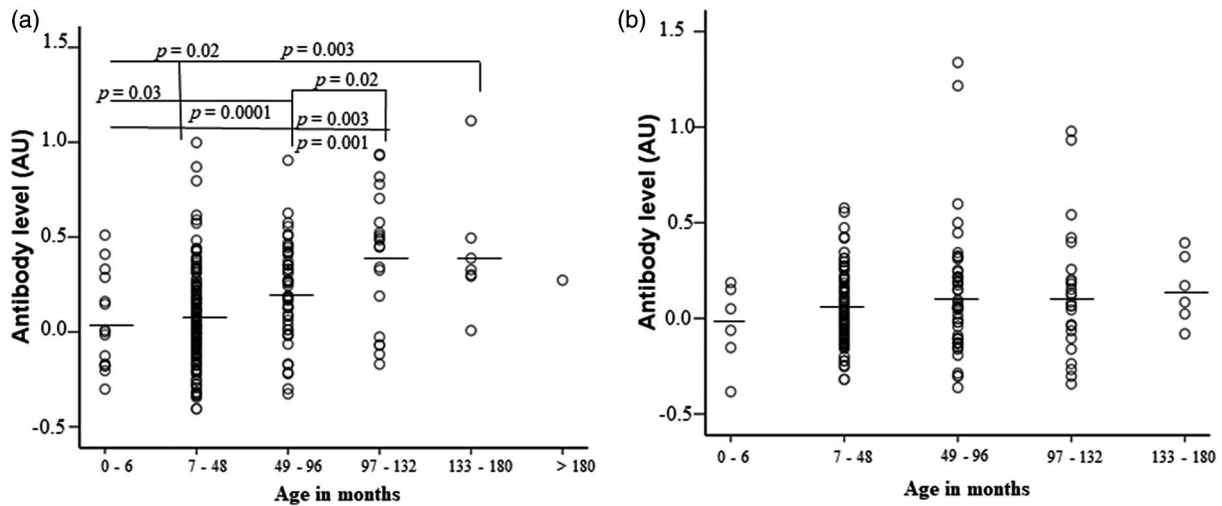 (a)
Antibody level (AU)
1.5
1.0
0.5
0.0
-0.5
p = 0.02
p = 0.003
p = 0.02
p = 0.03
p = 0.0001
p = 0.003
p = 0.001
0 - 6
7 - 48
49 - 96
97 - 132
133 - 180
> 180
Age in months
(b)
Antibody level (AU)
1.5
1.0
0.5
0.0
-0.5
0 - 6
7 - 48
49 - 96
97 - 132
133 - 180
Age in months